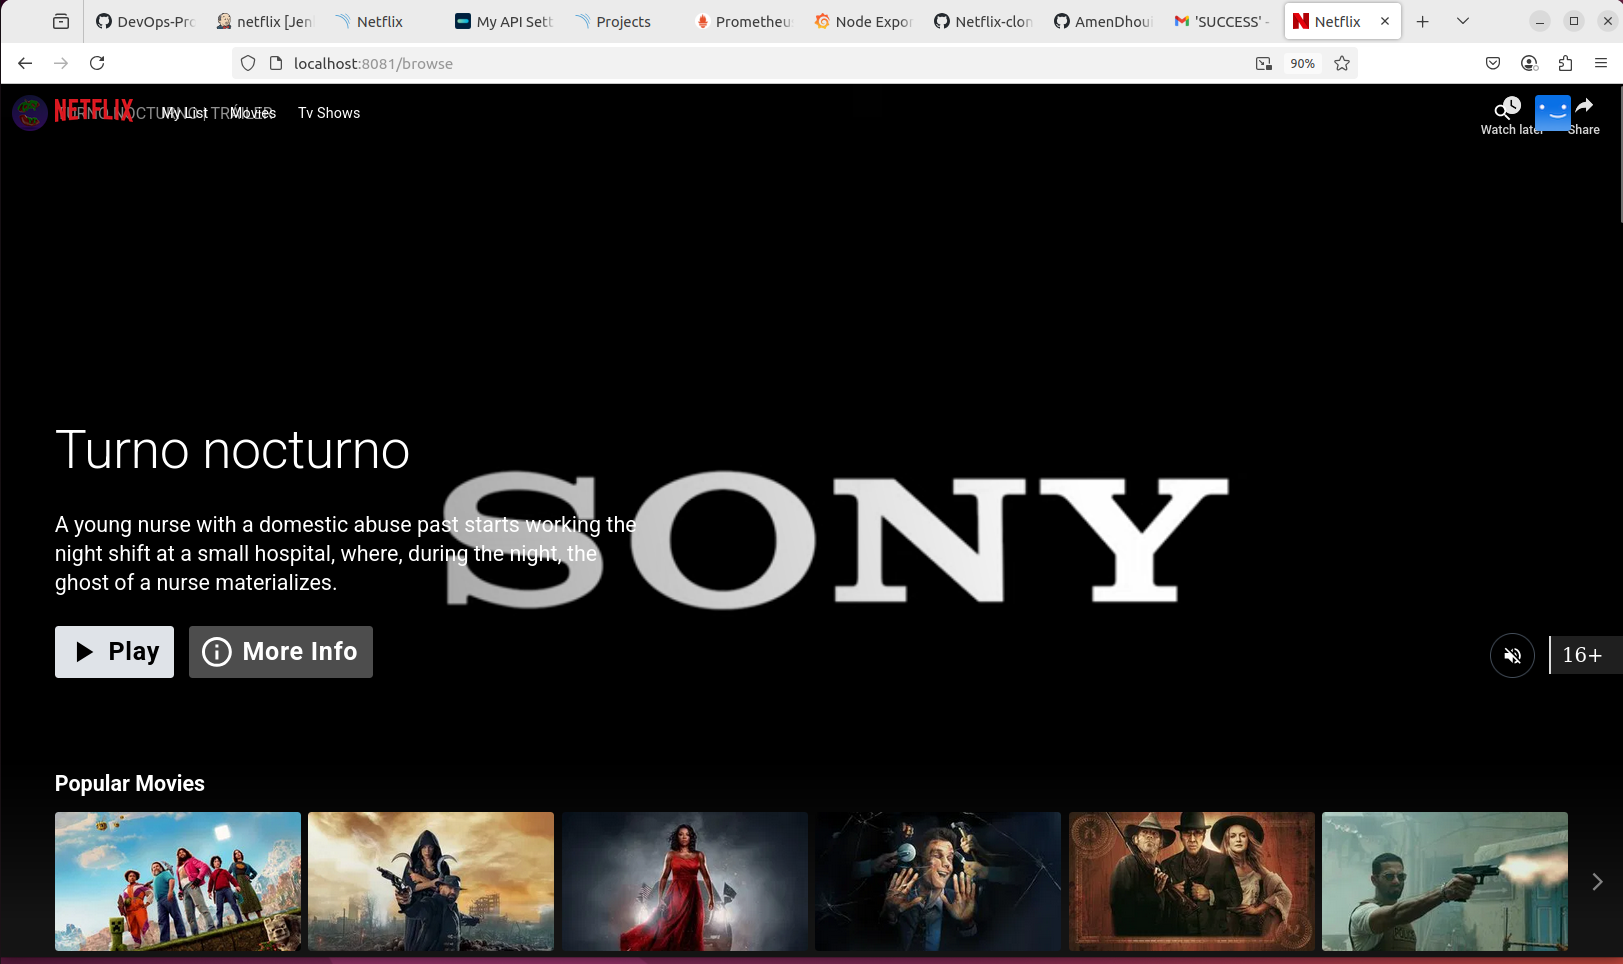 DevOps-Pro
netflix [Jen
Netflix
My API Sett
Projects
Prometheu
Node Expor
Netflix-clon
AmenDhoui
'SUCCESS' -
Netflix
localhost:8081/browse
90%
NETFLIX
TURNO NOCTURNO | TRÁILER
My List
Movies
Tv Shows
Watch later
Share
Turno nocturno
SONY
A young nurse with a domestic abuse past starts working the
night shift at a small hospital, where, during the night, the
ghost of a nurse materializes.
Play
More Info
16+
Popular Movies